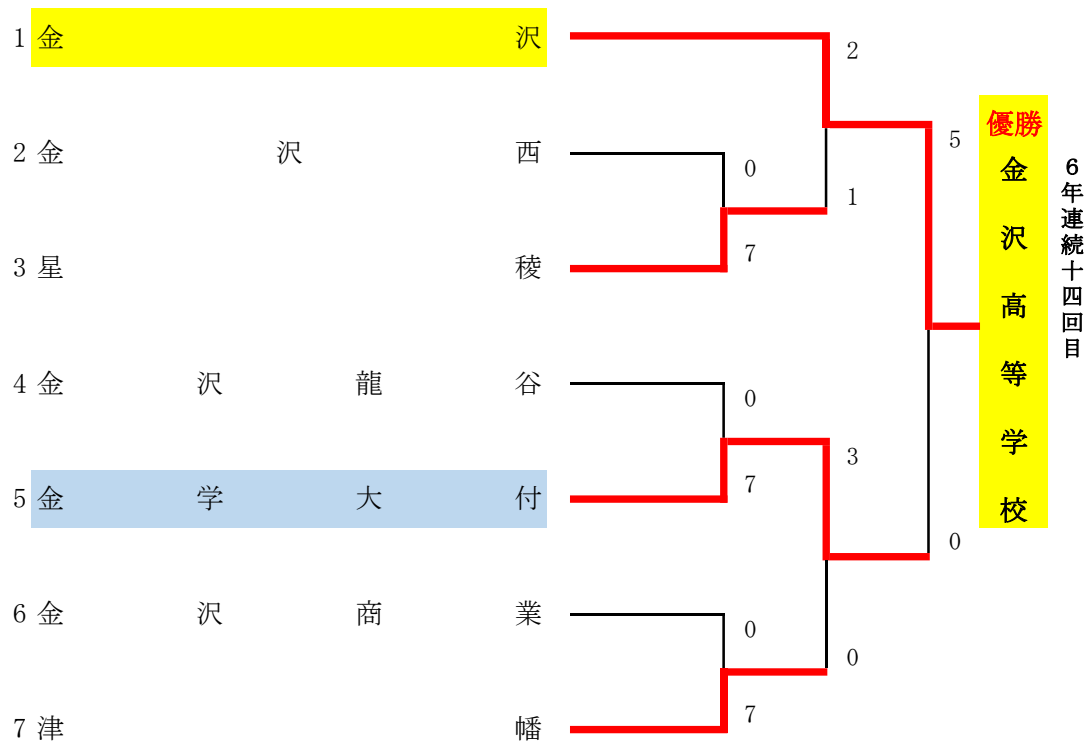 1 金沢
2 金沢西
3 星稜
4 金沢龍谷
5 金学大付
6 金沢商業
7 津幡
2
0
1
7
0
3
7
0
0
7
5
0
優勝
金沢高等学校
6年連続十四回目